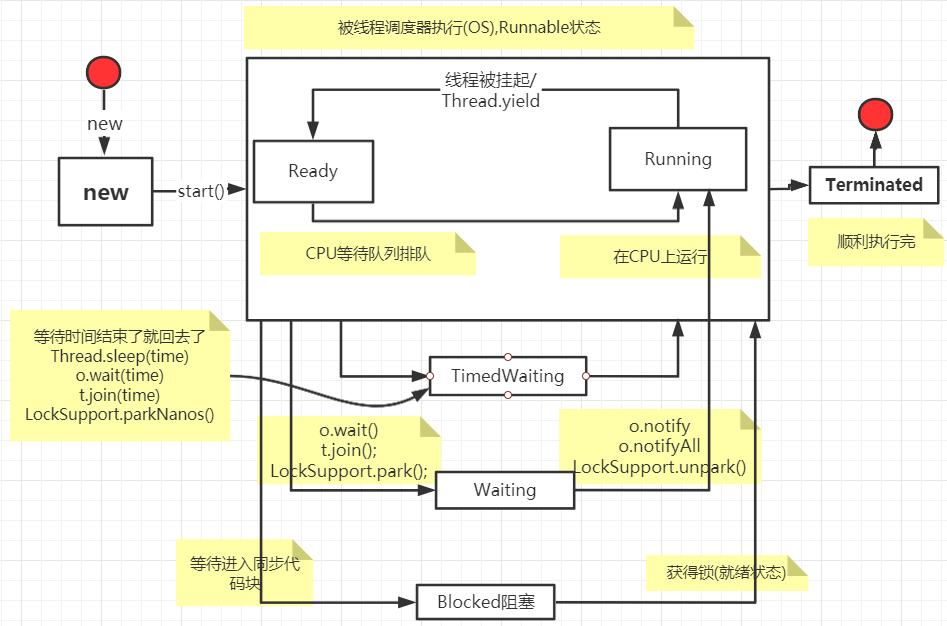 被线程调度器执行(OS),Runnable状态
线程被挂起/
Thread.yield
new
Ready
Running
new
start()
Terminated
CPU等待队列排队
在CPU上运行
顺利执行完
等待时间结束了就回去了
Thread.sleep(time)
o.wait(time)
t.join(time)
LockSupport.parkNanos()
TimedWaiting
o.wait()
t.join();
LockSupport.park();
o.notify
o.notifyAll
LockSupport.unpark()
Waiting
等待进入同步代
码块
获得锁(就绪状态)
Blocked阻塞